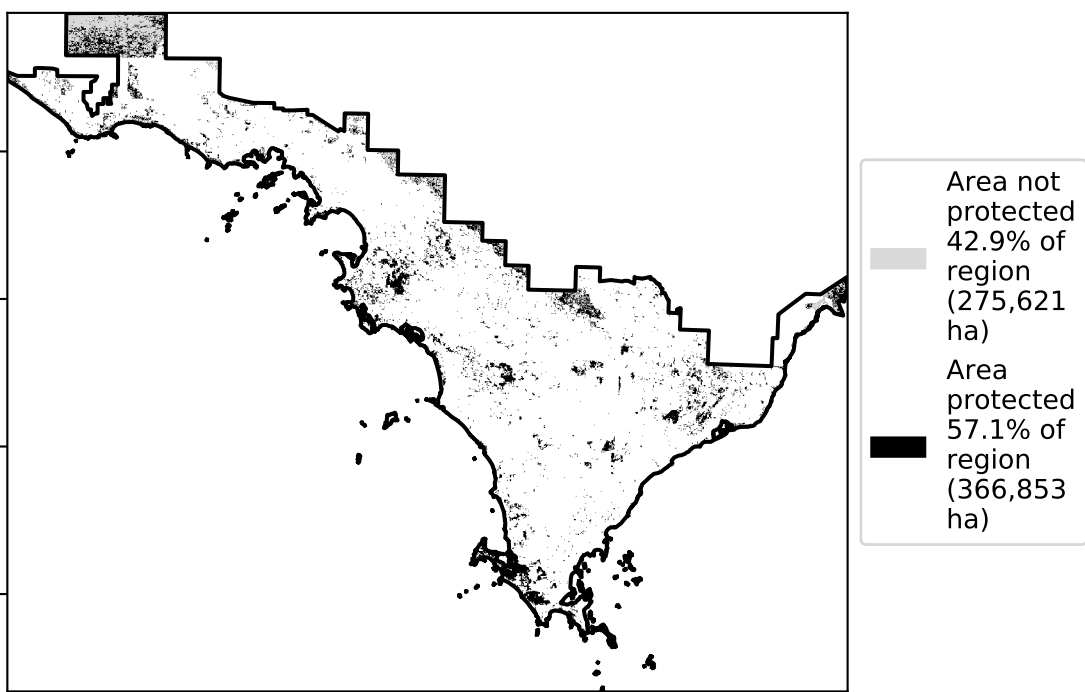 Area not
protected
42.9% of
region
(275,621
ha)
Area
protected
57.1% of
region
(366,853
ha)